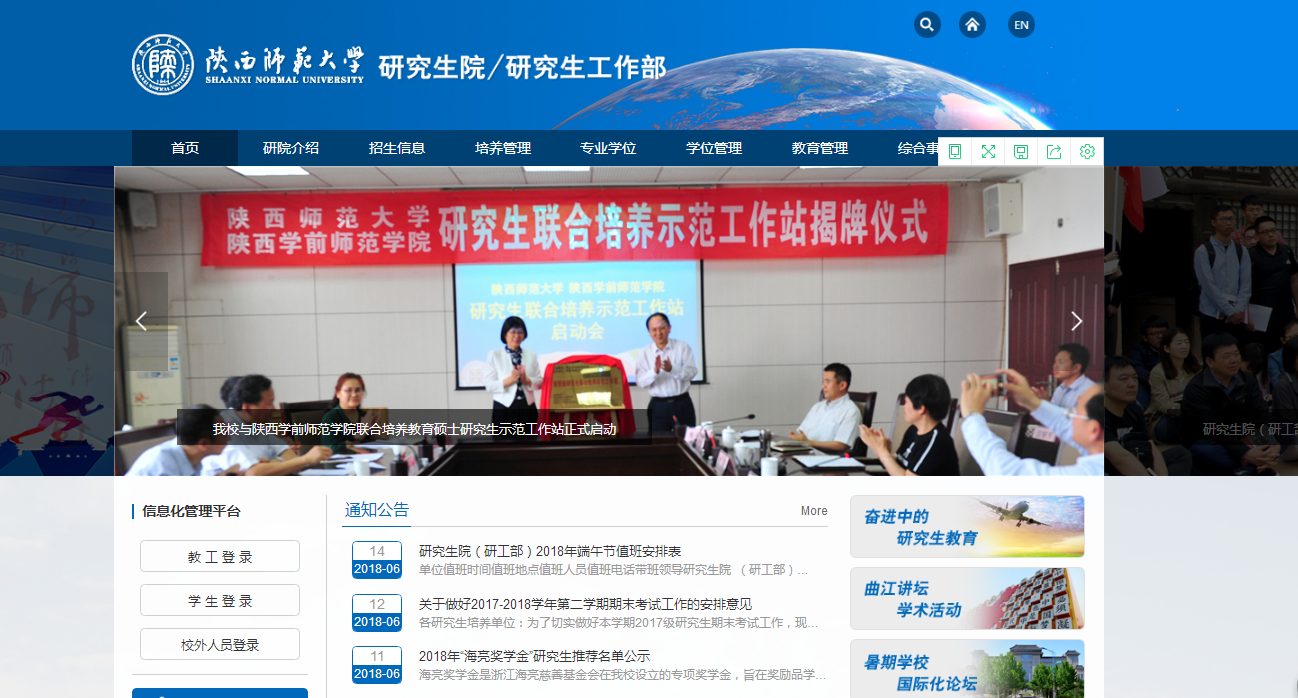 陕西师范大学
SHAANXI NORMAL UNIVERSITY
研究生院/研究生工作部
EN
首页
研院介绍
招生信息
培养管理
专业学位
学位管理
教育管理
综合事
陕西师范大学
陕西学前师范学院
研究生联合培养示范工作站揭牌仪式
陕西师范大学 陕西学前师范学院
研究生联合培养示范工作站
启动会
我校与陕西学前师范学院联合培养教育硕士研究生示范工作站正式启动
研究生院（研工部
信息化管理平台
教 工 登 录
学 生 登 录
校外人员登录
通知公告
More
14
2018-06
研究生院（研工部）2018年端午节值班安排表
单位值班时间值班地点值班人员值班电话带班领导研究生院 （研工部）...
12
2018-06
关于做好2017-2018学年第二学期期末考试工作的安排意见
各研究生培养单位：为了切实做好本学期2017级研究生期末考试工作，现...
11
2018-06
2018年“海亮奖学金”研究生推荐名单公示
海亮奖学金是浙江海亮慈善基金会在我校设立的专项奖学金，旨在奖励品学...
奋进中的
研究生教育
曲江讲坛
学术活动
暑期学校
国际化论坛